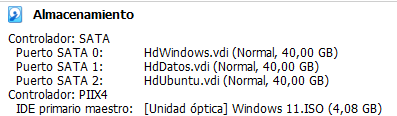 Almacenamiento
Controlador: SATA
Puerto SATA 0: HdWindows.vdi (Normal, 40,00 GB)
Puerto SATA 1: HdDatos.vdi (Normal, 40,00 GB)
Puerto SATA 2: HdUbuntu.vdi (Normal, 40,00 GB)
Controlador: PIIX4
IDE primario maestro: [Unidad óptica] Windows 11.ISO (4,08 GB)